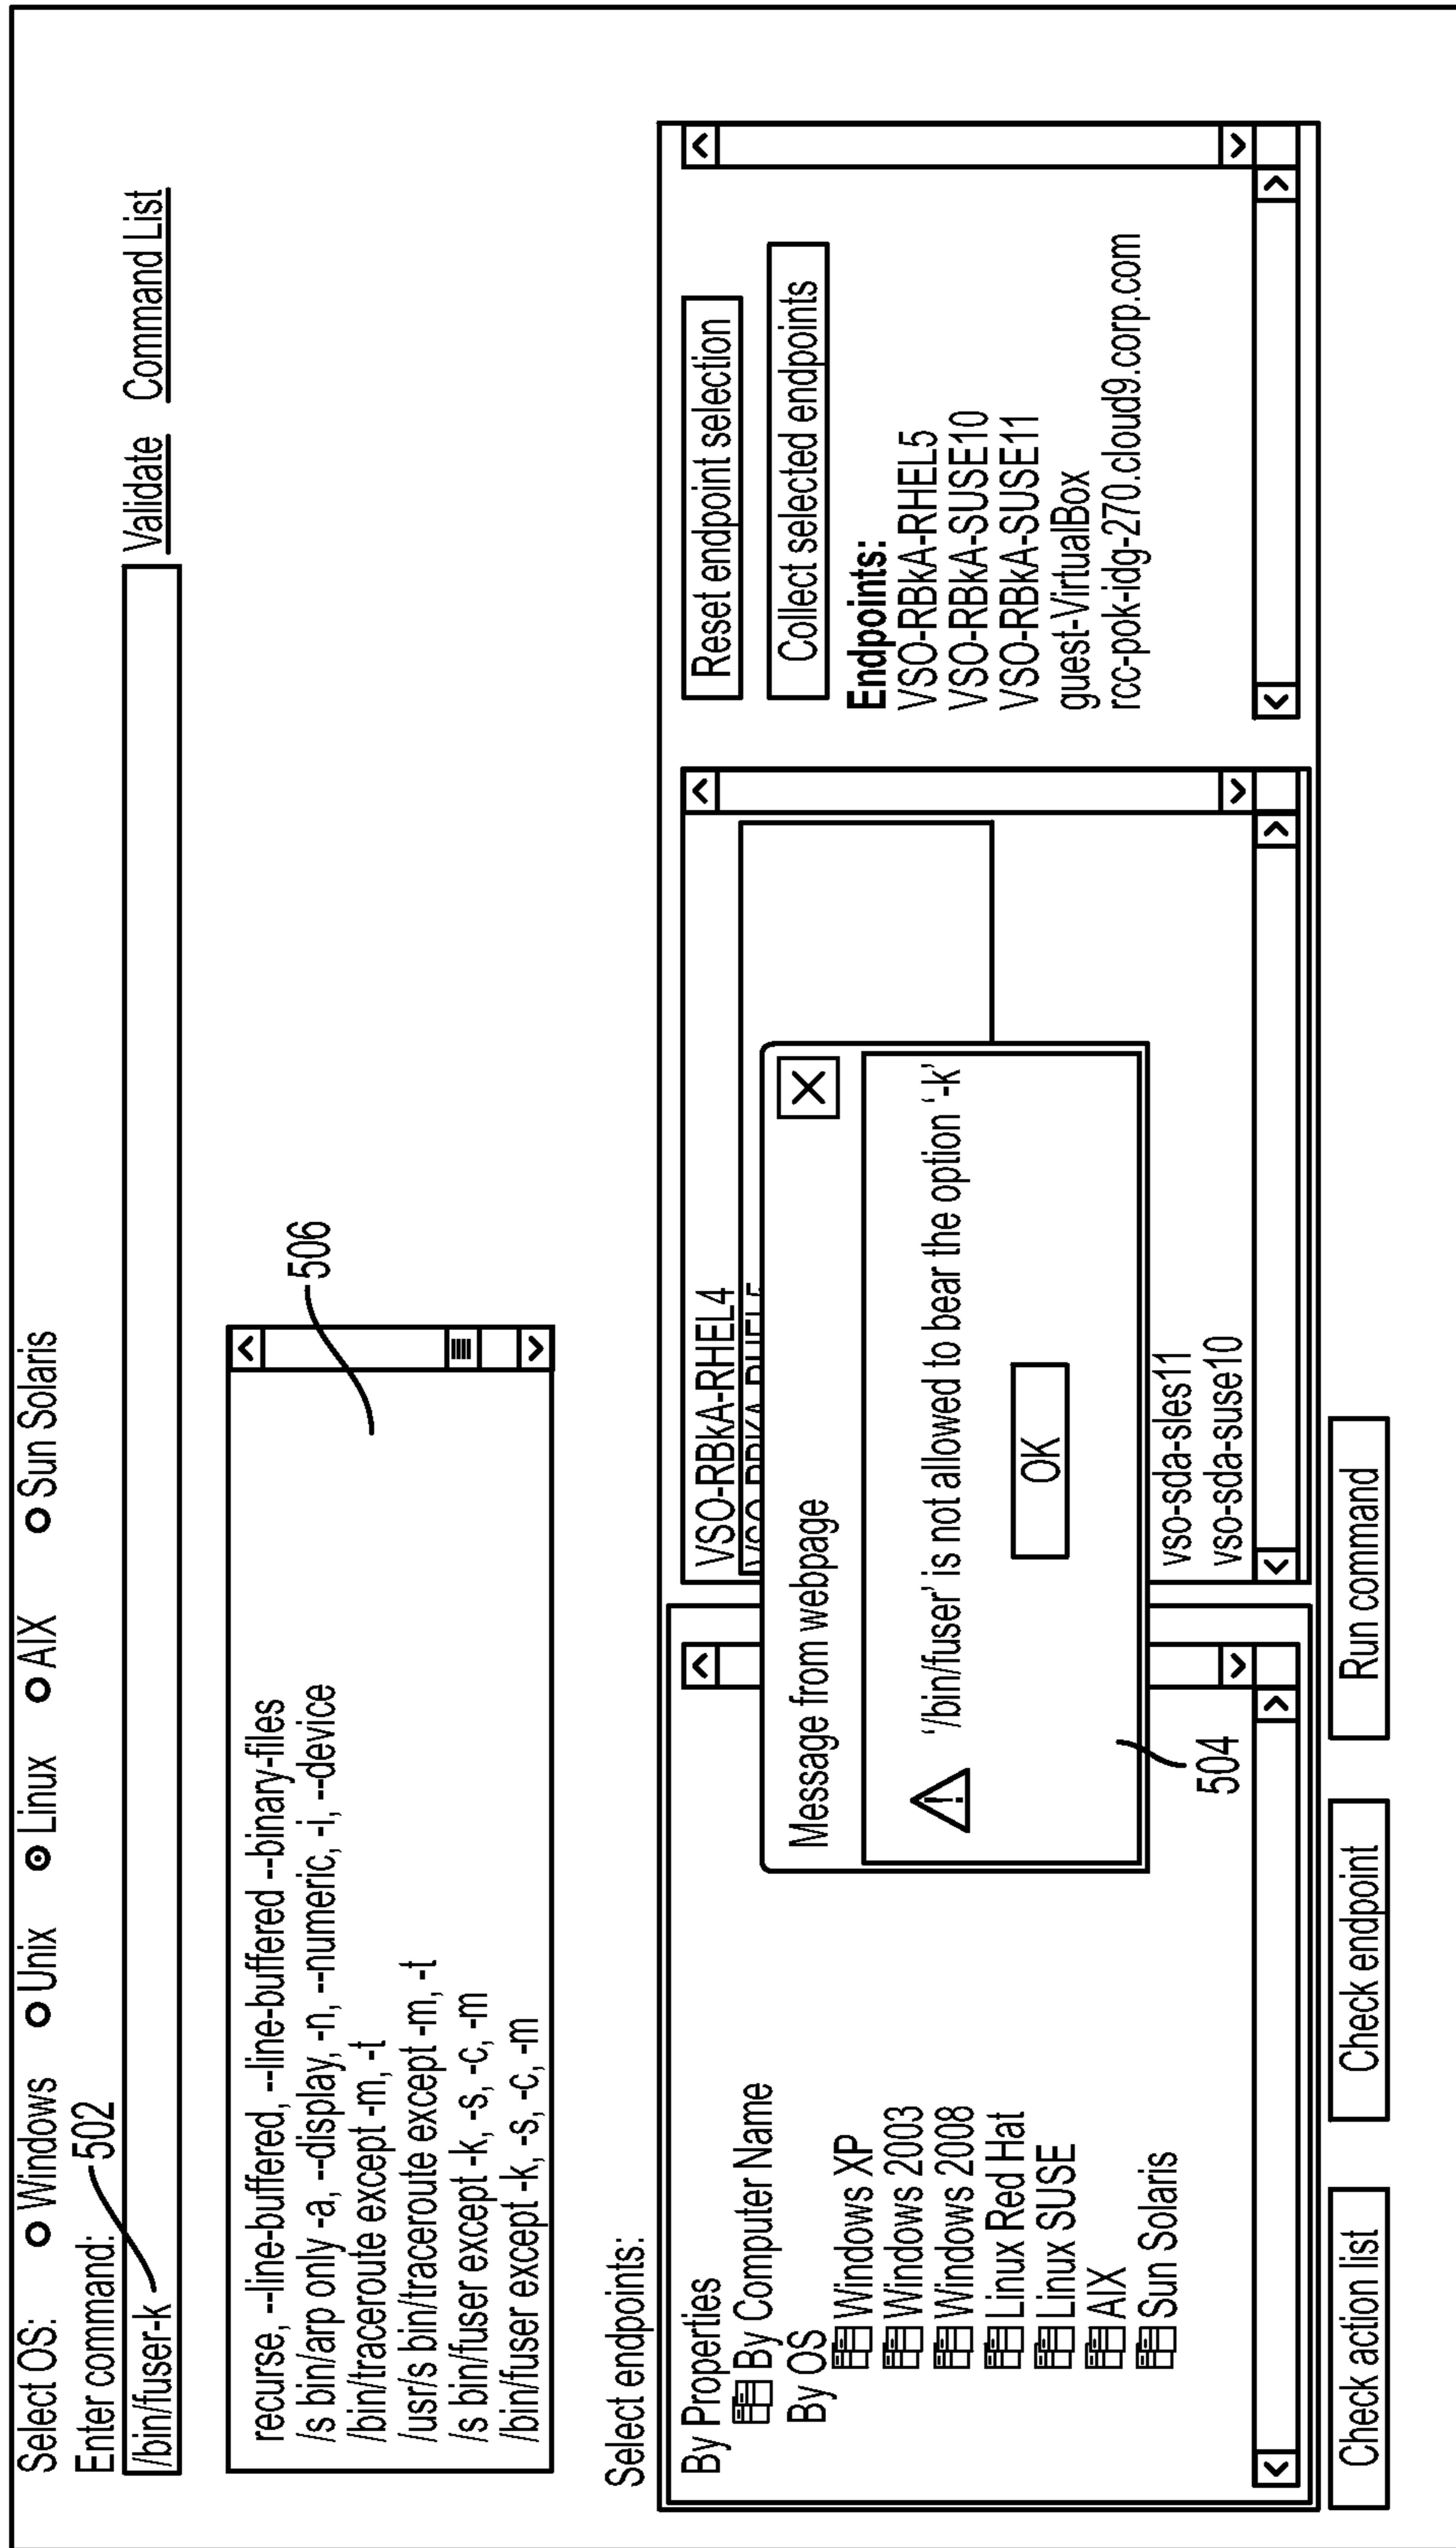 Select OS: Windows Unix Linux AIX Sun Solaris
Enter command: 502
/bin/fuser-k Validate Command List
506
recurse, --line-buffered, --line-buffered --binary-files
/s bin/arp only -a, --display, -n, --numeric, -i, --device
/bin/traceroute except -m, -t
/usr/s bin/traceroute except -m, -t
/s bin/fuser except -k, -s, -c, -m
/bin/fuser except -k, -s, -c, -m
Select endpoints:
By Properties
By Computer Name
By OS
Windows XP
Windows 2003
Windows 2008
Linux Red Hat
Linux SUSE
AIX
Sun Solaris
VSO-RBkA-RHEL4
Message from webpage
'/bin/fuser' is not allowed to bear the option '-k'
OK
504
vso-sda-sles11
vso-sda-suse10
Reset endpoint selection
Collect selected endpoints
Endpoints:
VSO-RBkA-RHEL5
VSO-RBkA-SUSE10
VSO-RBkA-SUSE11
guest-VirtualBox
rcc-pok-idg-270.cloud9.corp.com
Check action list Check endpoint Run command